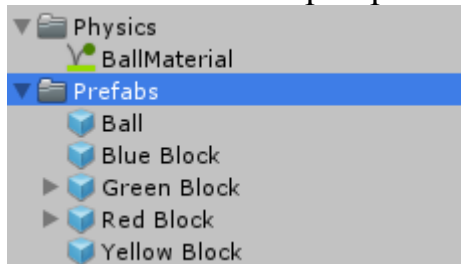 Physics
BallMaterial
Prefabs
Ball
Blue Block
Green Block
Red Block
Yellow Block